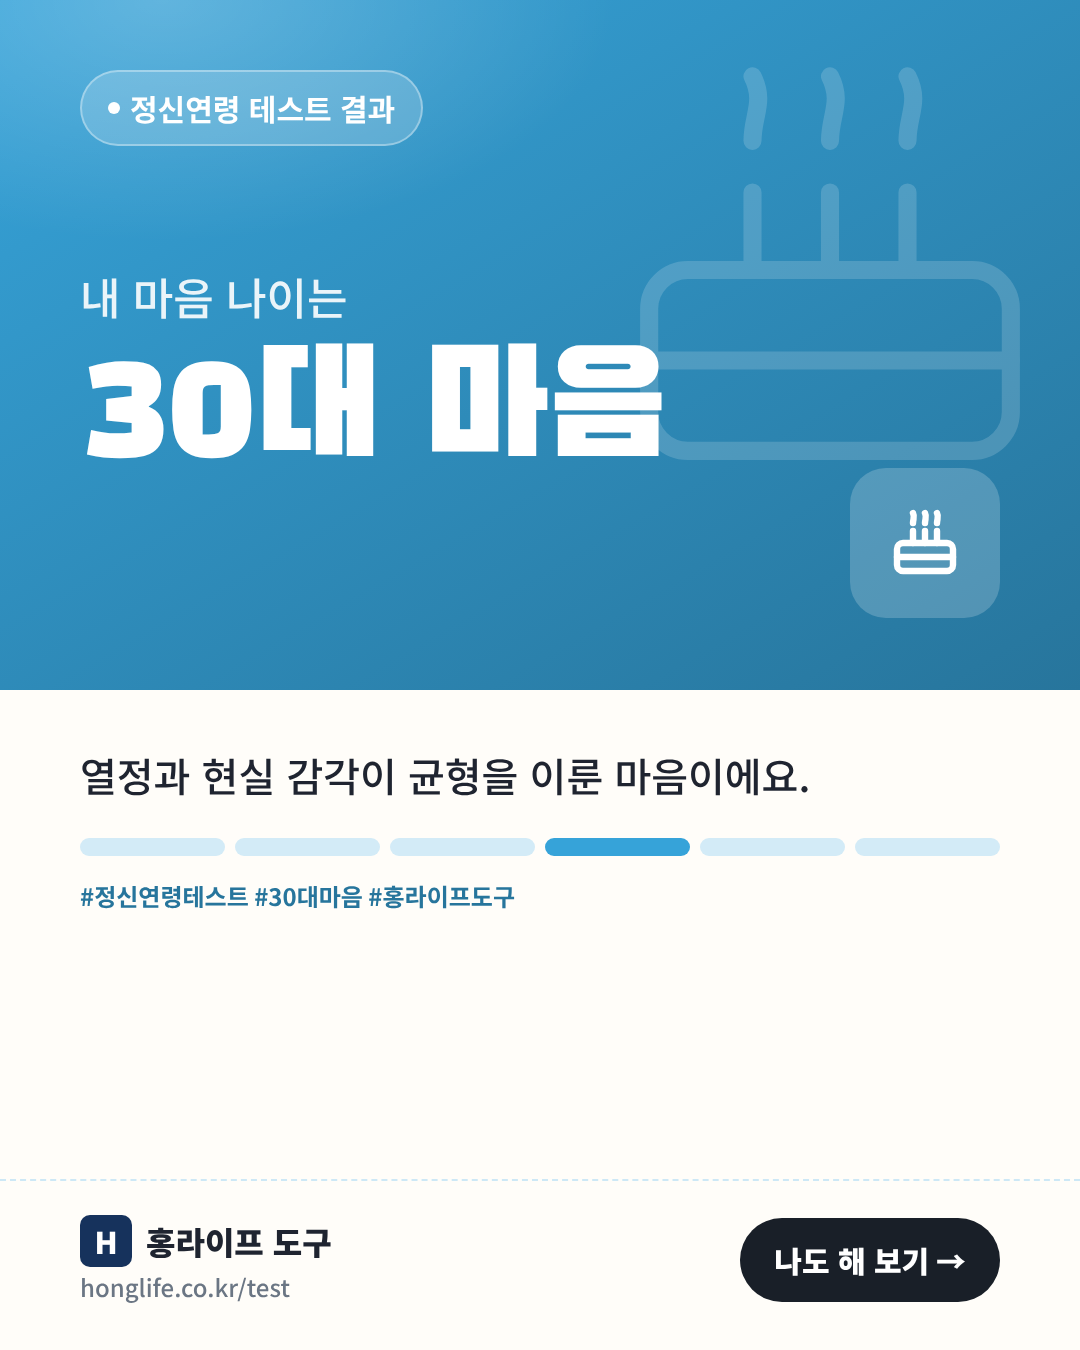 정신연령 테스트 결과
내 마음 나이는
30대 마음
열정과 현실 감각이 균형을 이룬 마음이에요.
#정신연령테스트 #30대마음 #홍라이프도구
H 홍라이프 도구
honglife.co.kr/test
나도 해 보기 →